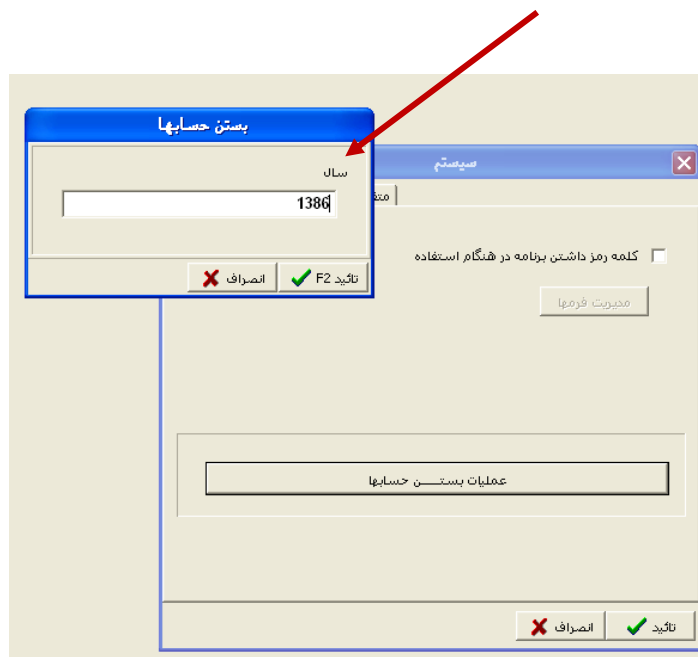 بستن حسابها
سال
1386
تائید F2
انصراف
سیستم
کلمه رمز داشتن برنامه در هنگام استفاده
مدیریت فرمها
عملیات بستــــن حسابها
تائید
انصراف